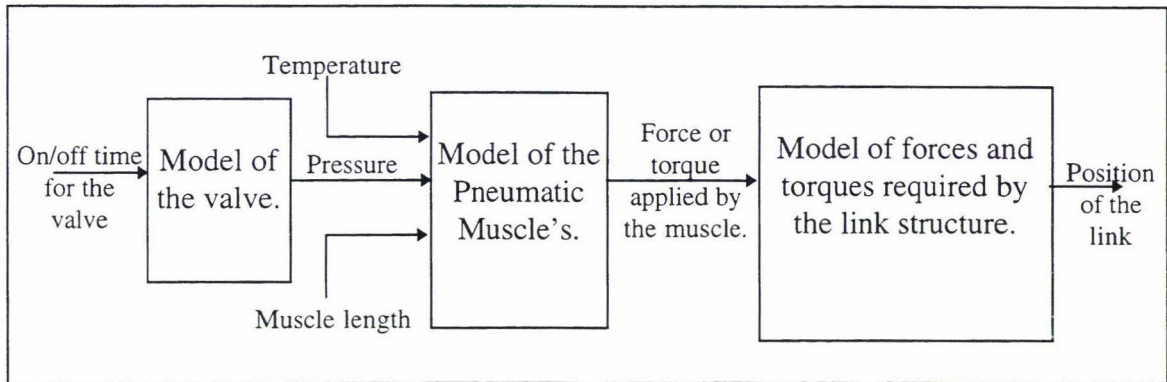 Temperature
On/off time
for the
valve
Model of
the valve.
Pressure
Muscle length
Model of the
Pneumatic
Muscle's.
Force or
torque
applied by
the muscle.
Model of forces and
torques required by
the link structure.
Position
of the
link